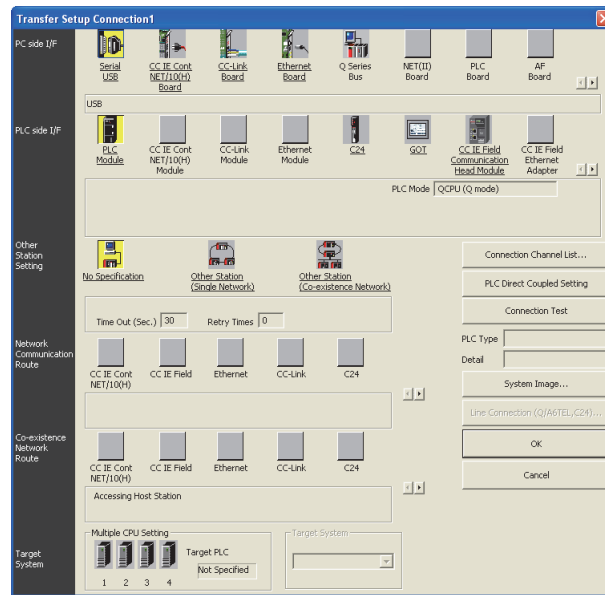 Transfer Setup Connection1
PC side I/F
Serial USB
CC IE Cont NET/10(H) Board
CC-Link Board
Ethernet Board
Q Series Bus
NET(II) Board
PLC Board
AF Board
USB
PLC side I/F
PLC Module
CC IE Cont NET/10(H) Module
CC-Link Module
Ethernet Module
C24
GOT
CC IE Field Communication Head Module
CC IE Field Ethernet Adapter
PLC Mode QCPU (Q mode)
Other Station Setting
No Specification
Other Station (Single Network)
Other Station (Co-existence Network)
Time Out (Sec.) 30 Retry Times 0
Connection Channel List...
PLC Direct Coupled Setting
Connection Test
PLC Type
Detail
System Image...
Line Connection (Q/A6TEL,C24)...
OK
Cancel
Network Communication Route
CC IE Cont NET/10(H)
CC IE Field
Ethernet
CC-Link
C24
Co-existence Network Route
CC IE Cont NET/10(H)
CC IE Field
Ethernet
CC-Link
C24
Accessing Host Station
Target System
Multiple CPU Setting
1 2 3 4
Target PLC
Not Specified
Target System